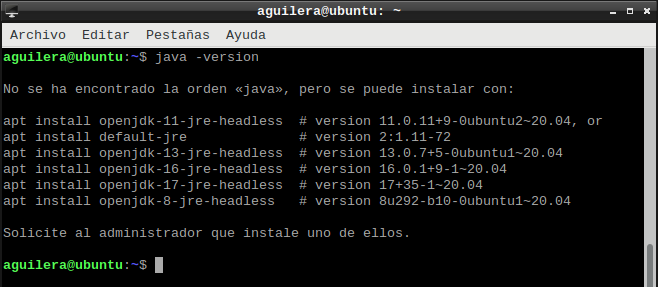 aguilera@ubuntu: ~
Archivo Editar Pestañas Ayuda
aguilera@ubuntu:~$ java -version
No se ha encontrado la orden «java», pero se puede instalar con:
apt install openjdk-11-jre-headless  # version 11.0.11+9-0ubuntu2~20.04, or
apt install default-jre              # version 2:1.11-72
apt install openjdk-13-jre-headless  # version 13.0.7+5-0ubuntu1~20.04
apt install openjdk-16-jre-headless  # version 16.0.1+9-1~20.04
apt install openjdk-17-jre-headless  # version 17+35-1~20.04
apt install openjdk-8-jre-headless   # version 8u292-b10-0ubuntu1~20.04
Solicite al administrador que instale uno de ellos.
aguilera@ubuntu:~$